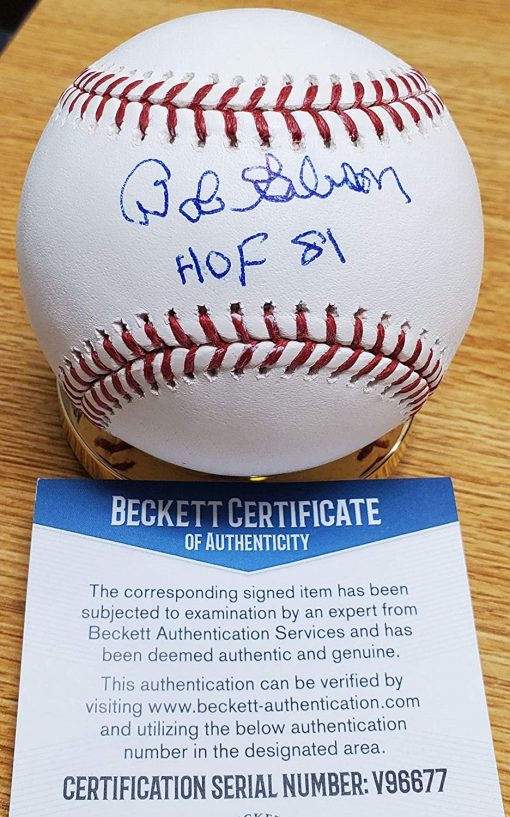 Bob Gibson
HOF 81
BECKETT CERTIFICATE
OF AUTHENTICITY
The corresponding signed item has been
subjected to examination by an expert from
Beckett Authentication Services and has
been deemed authentic and genuine.
This authentication can be verified by
visiting www.beckett-authentication.com
and utilizing the below authentication
number in the designated area.
CERTIFICATION SERIAL NUMBER: V96677